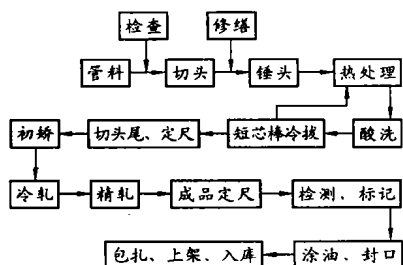 检查 修缮
管料 切头 锤头 热处理
初矫 切头尾、定尺 短芯棒冷拔 酸洗
冷轧 精轧 成品定尺 检测、标记
包扎、上架、入库 涂油、封口